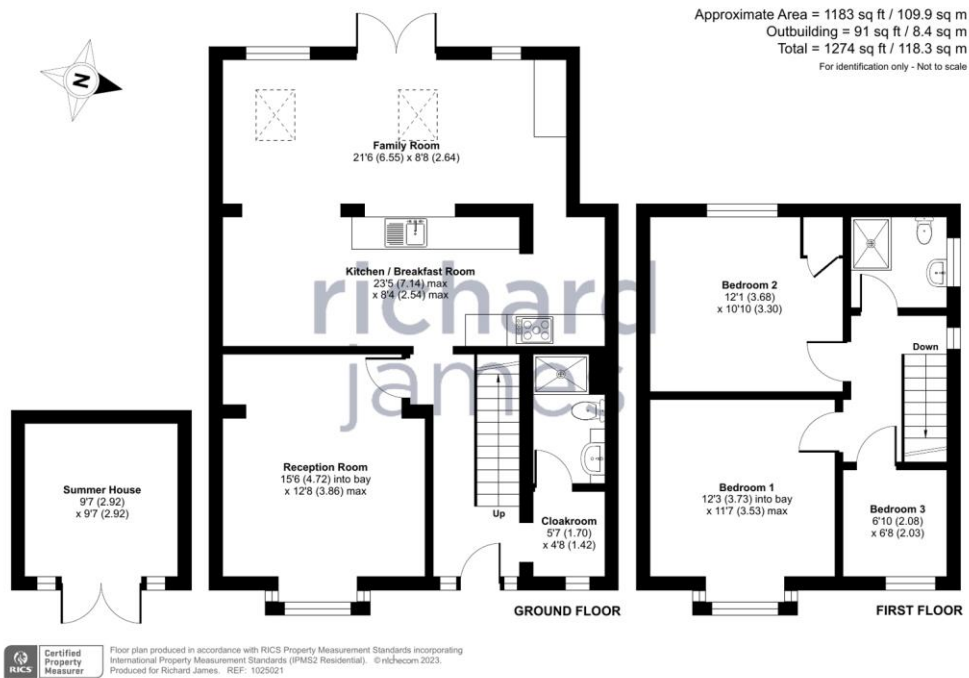 Approximate Area = 1183 sq ft / 109.9 sq m
Outbuilding = 91 sq ft / 8.4 sq m
Total = 1274 sq ft / 118.3 sq m
For identification only - Not to scale
N
Family Room
21'6 (6.55) x 8'8 (2.64)
Kitchen / Breakfast Room
23'5 (7.14) max
x 8'4 (2.54) max
richard
james
Bedroom 2
12'1 (3.68)
x 10'10 (3.30)
Down
Summer House
9'7 (2.92)
x 9'7 (2.92)
Reception Room
15'6 (4.72) into bay
x 12'8 (3.86) max
Up
Cloakroom
5'7 (1.70)
x 4'8 (1.42)
Bedroom 1
12'3 (3.73) into bay
x 11'7 (3.53) max
Bedroom 3
6'10 (2.08)
x 6'8 (2.03)
GROUND FLOOR
FIRST FLOOR
RICS
Certified
Property
Measurer
Floor plan produced in accordance with RICS Property Measurement Standards incorporating
International Property Measurement Standards (IPMS2 Residential). © ntchecom 2023.
Produced for Richard James. REF: 1025021